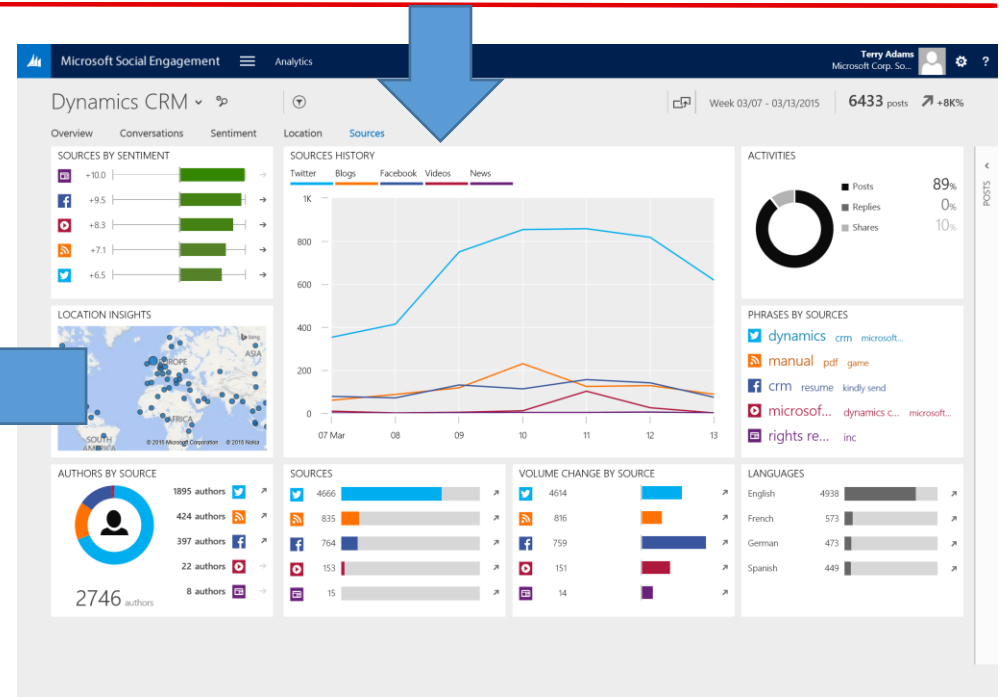 Microsoft Social Engagement
Analytics
Terry Adams
Microsoft Corp. So...
?
Dynamics CRM
Week 03/07 - 03/13/2015
6433 posts
+8K%
Overview Conversations Sentiment Location Sources
SOURCES BY SENTIMENT
+10.0
+9.5
+8.3
+7.1
+6.5
SOURCES HISTORY
Twitter Blogs Facebook Videos News
1K
800
600
400
200
0
07 Mar 08 09 10 11 12 13
ACTIVITIES
Posts 89%
Replies 0%
Shares 10%
POSTS
LOCATION INSIGHTS
bing
EUROPE
ASIA
AFRICA
SOUTH
AMERICA
© 2015 Microsoft Corporation © 2015 Nokia
PHRASES BY SOURCES
dynamics crm microsoft...
manual pdf game
crm resume kindly send
microsof... dynamics c... microsoft...
rights re... inc
AUTHORS BY SOURCE
1895 authors
424 authors
397 authors
22 authors
8 authors
2746 authors
SOURCES
4666
835
764
153
15
VOLUME CHANGE BY SOURCE
4614
816
759
151
14
LANGUAGES
English 4938
French 573
German 473
Spanish 449